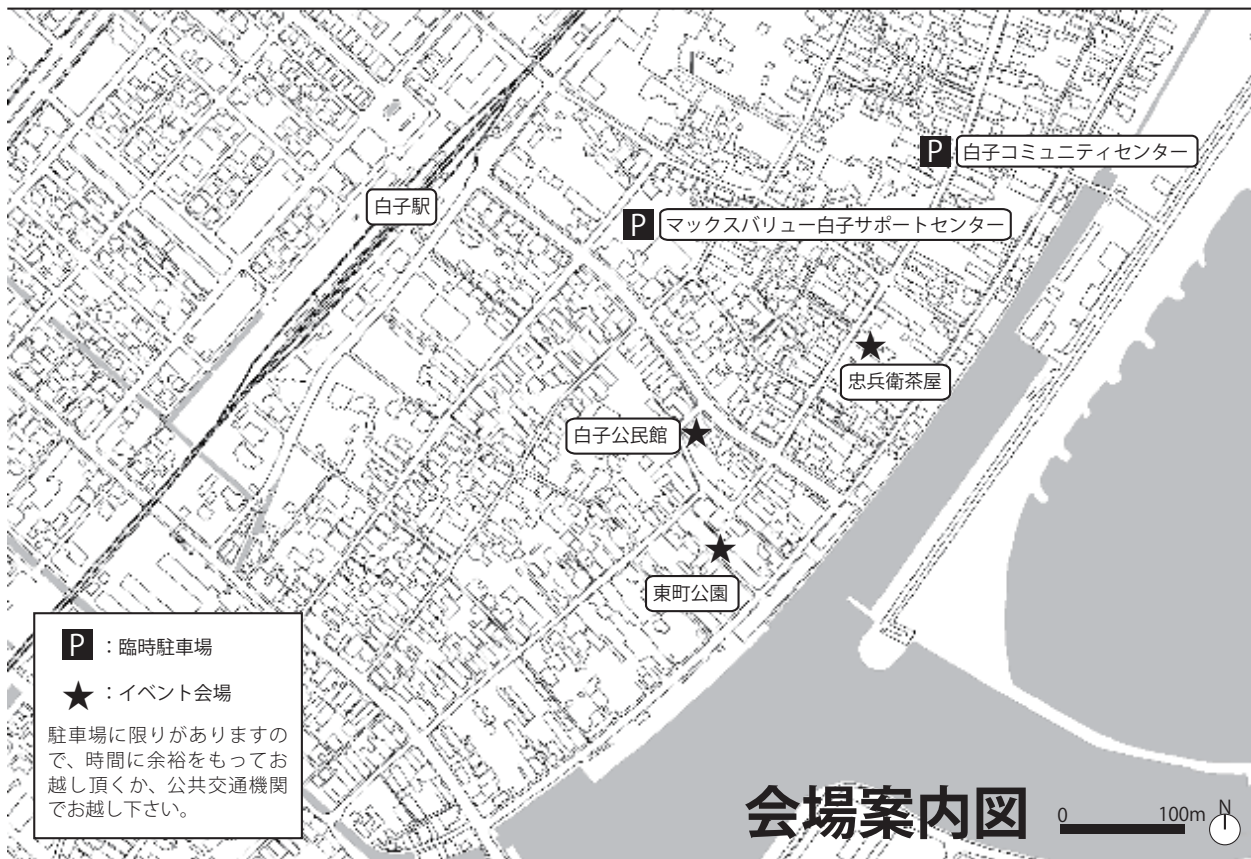 P 白子コミュニティセンター
白子駅
P マックスバリュー白子サポートセンター
★
忠兵衛茶屋
白子公民館 ★
★
東町公園
P ：臨時駐車場
★ ：イベント会場
駐車場に限りがありますの
で、時間に余裕をもってお
越し頂くか、公共交通機関
でお越し下さい。
会場案内図
0 100m N